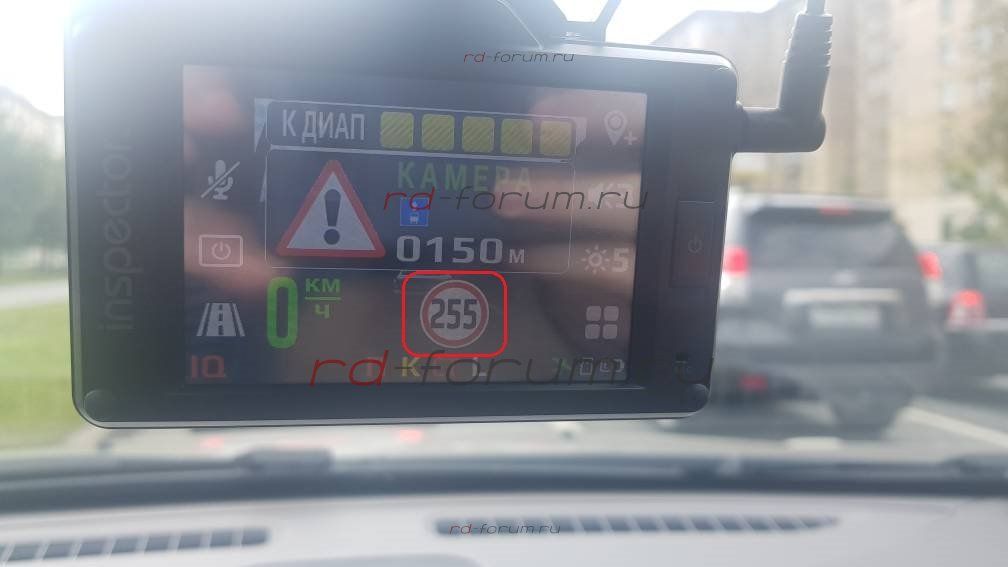 rd-forum.ru
inspector
К ДИАП
КАМЕРА
rd-forum.ru
0150 м
5
0 КМ/Ч
255
IQ
rd-forum.ru
К L
rd-forum.ru